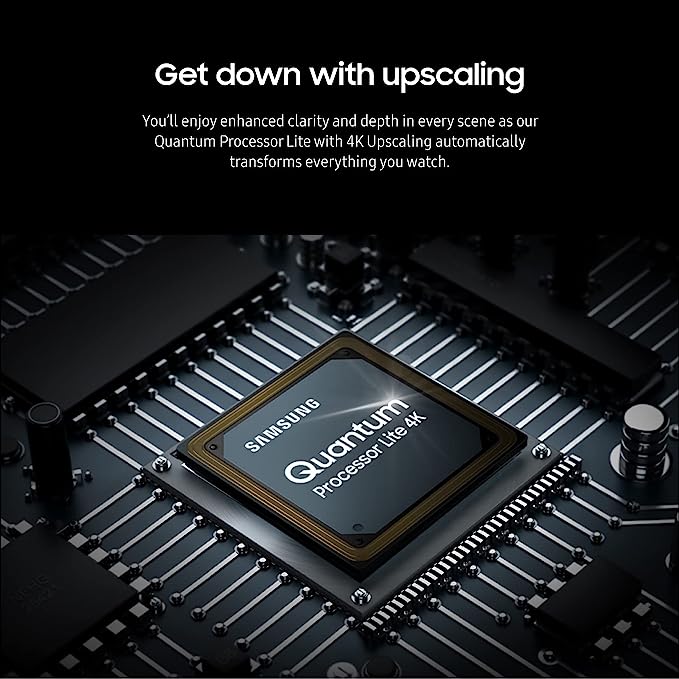 Get down with upscaling
You'll enjoy enhanced clarity and depth in every scene as our
Quantum Processor Lite with 4K Upscaling automatically
transforms everything you watch.
SAMSUNG
Quantum
Processor Lite 4K